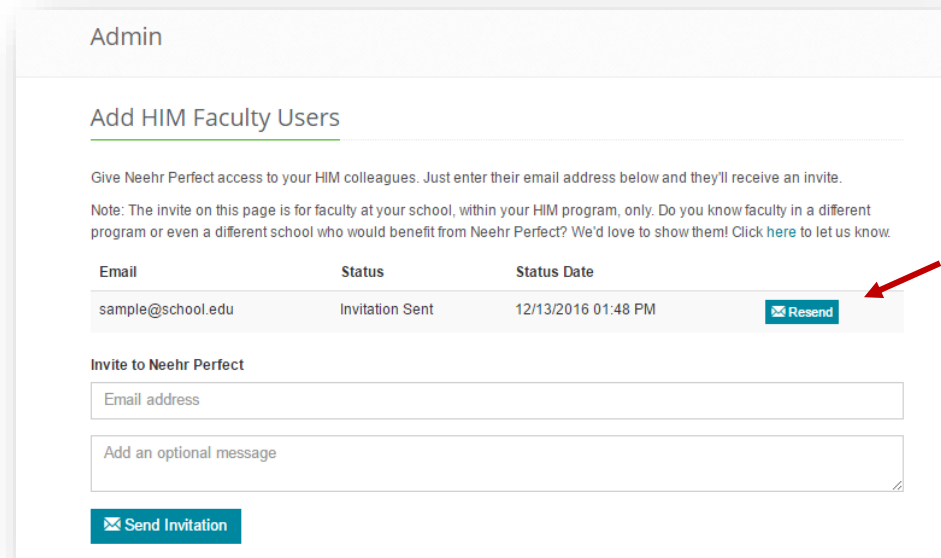 Admin
Add HIM Faculty Users
Give Neehr Perfect access to your HIM colleagues. Just enter their email address below and they'll receive an invite.
Note: The invite on this page is for faculty at your school, within your HIM program, only. Do you know faculty in a different
program or even a different school who would benefit from Neehr Perfect? We'd love to show them! Click here to let us know.
Email Status Status Date
sample@school.edu Invitation Sent 12/13/2016 01:48 PM Resend
Invite to Neehr Perfect
Email address
Add an optional message
Send Invitation